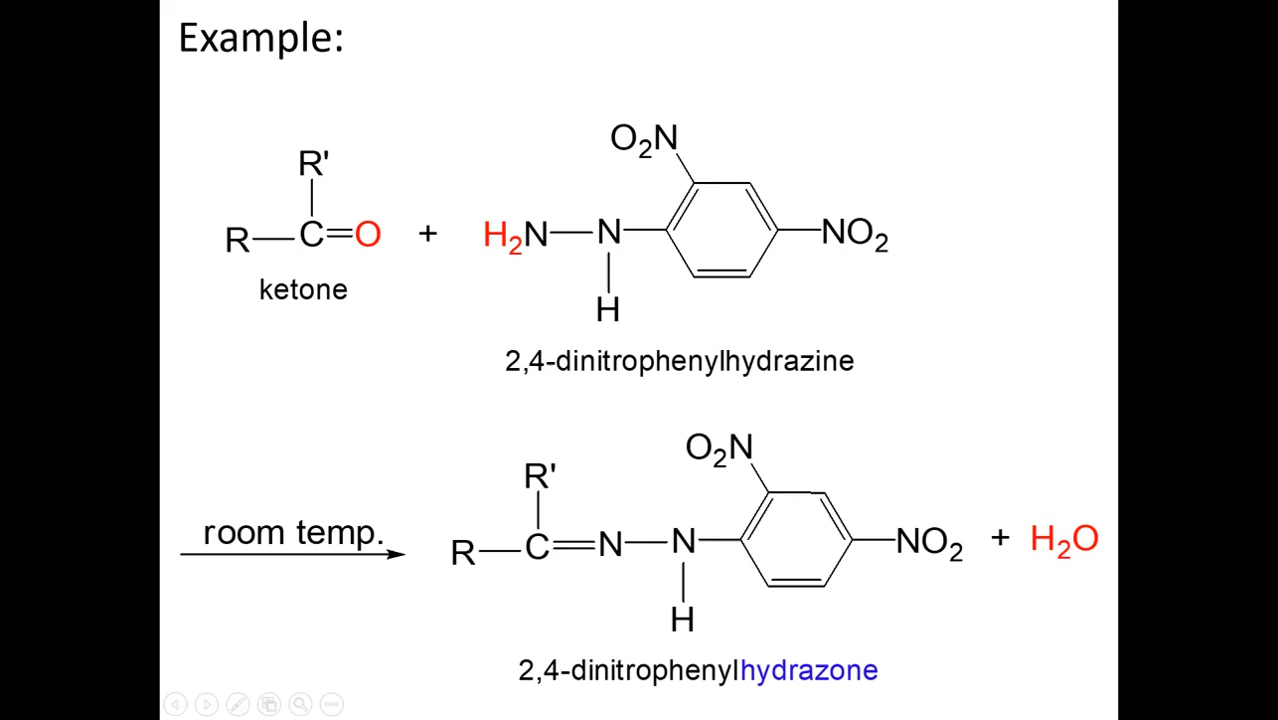 Example:
O₂N
R'
R C=O + H₂N N NO₂
ketone
H
2,4-dinitrophenylhydrazine
O₂N
R'
room temp. R C N N NO₂ + H₂O
H
2,4-dinitrophenylhydrazone